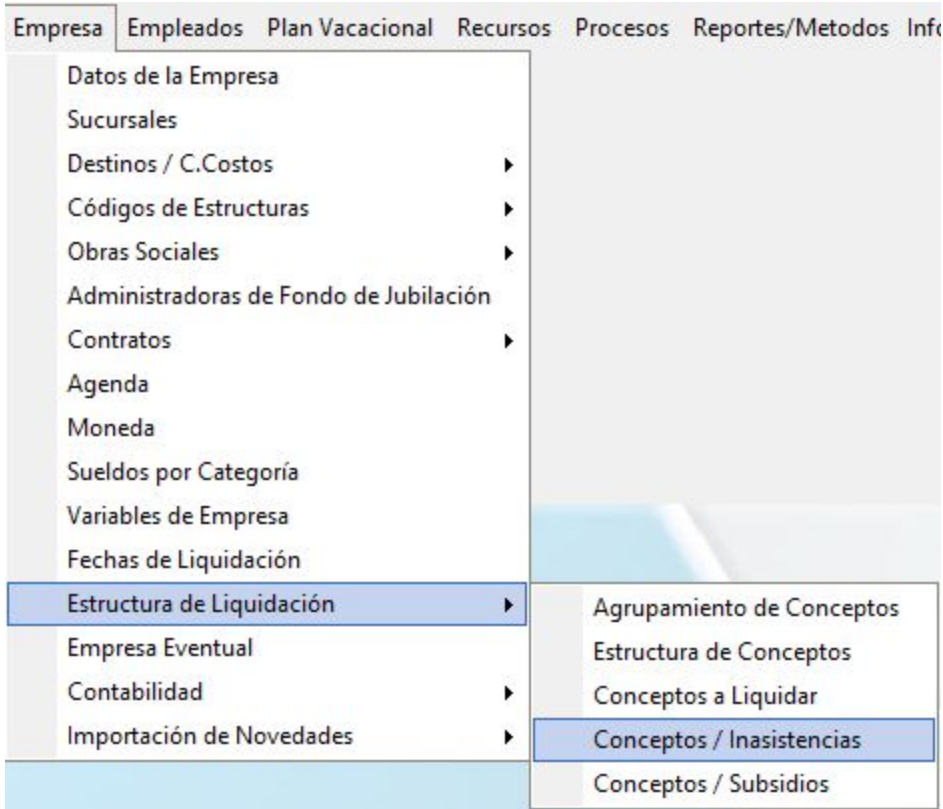 Empresa Empleados Plan Vacacional Recursos Procesos Reportes/Metodos
Datos de la Empresa
Sucursales
Destinos / C.Costos
Códigos de Estructuras
Obras Sociales
Administradoras de Fondo de Jubilación
Contratos
Agenda
Moneda
Sueldos por Categoría
Variables de Empresa
Fechas de Liquidación
Estructura de Liquidación
Empresa Eventual
Contabilidad
Importación de Novedades
Agrupamiento de Conceptos
Estructura de Conceptos
Conceptos a Liquidar
Conceptos / Inasistencias
Conceptos / Subsidios